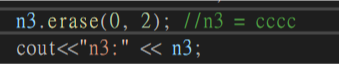 n3.erase(0, 2); //n3 = cccc
cout<<"n3:" << n3;